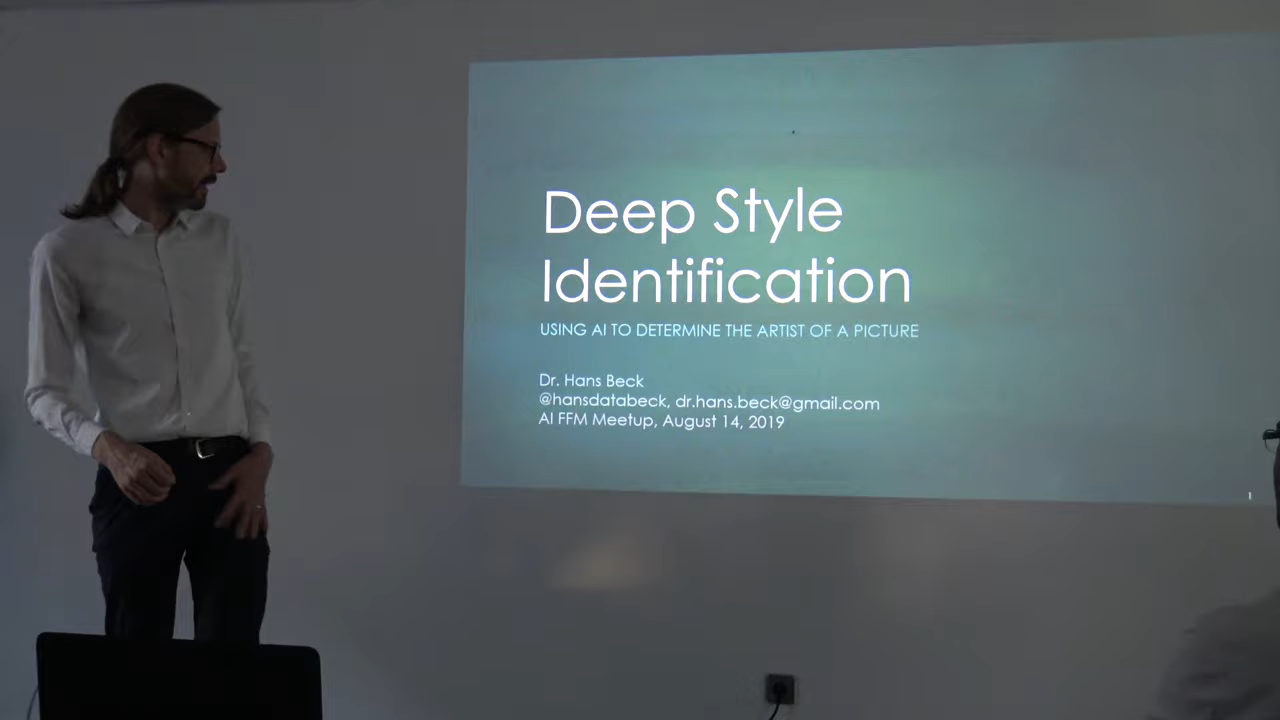 Deep Style
Identification
USING AI TO DETERMINE THE ARTIST OF A PICTURE
Dr. Hans Beck
@hansdatabeck, dr.hans.beck@gmail.com
AI FFM Meetup, August 14, 2019
1